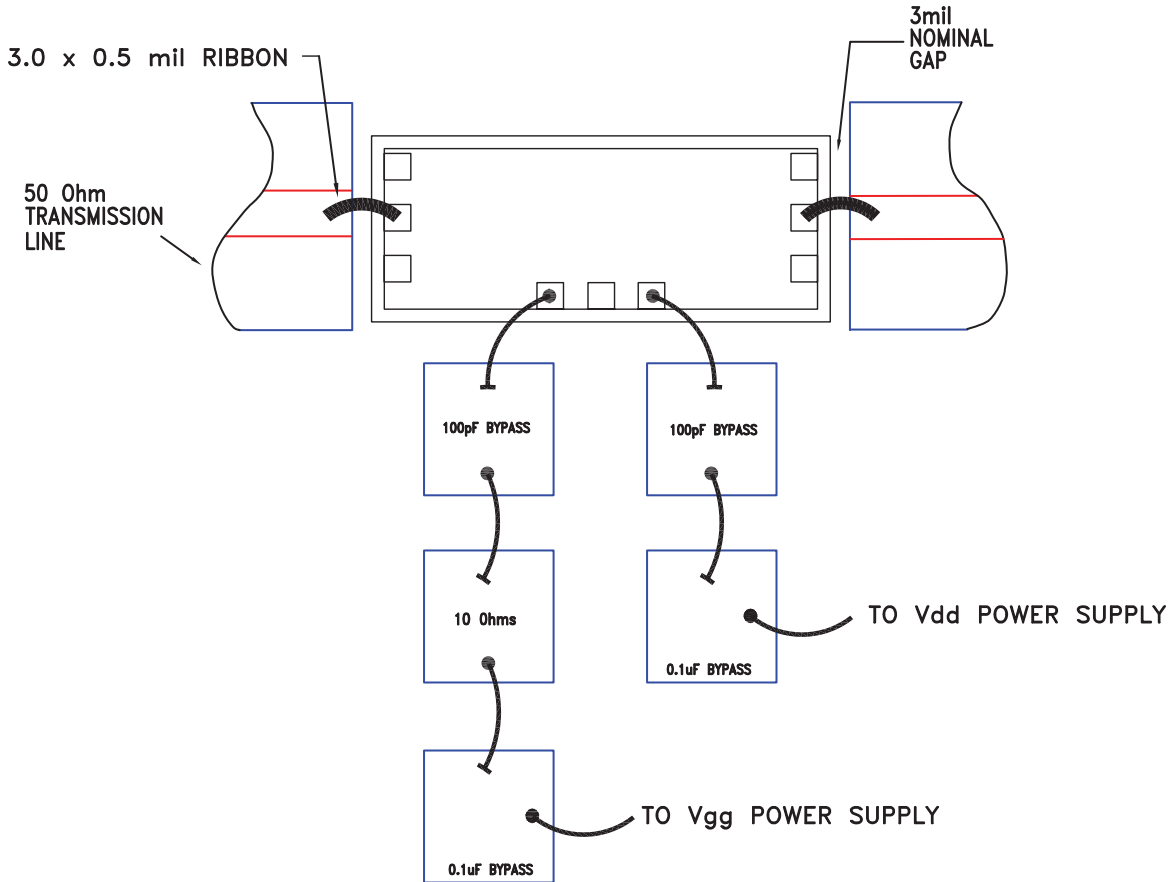 3mil
NOMINAL
GAP
3.0 x 0.5 mil RIBBON
50 Ohm
TRANSMISSION
LINE
100pF BYPASS
100pF BYPASS
10 Ohms
TO Vdd POWER SUPPLY
0.1uF BYPASS
TO Vgg POWER SUPPLY
0.1uF BYPASS